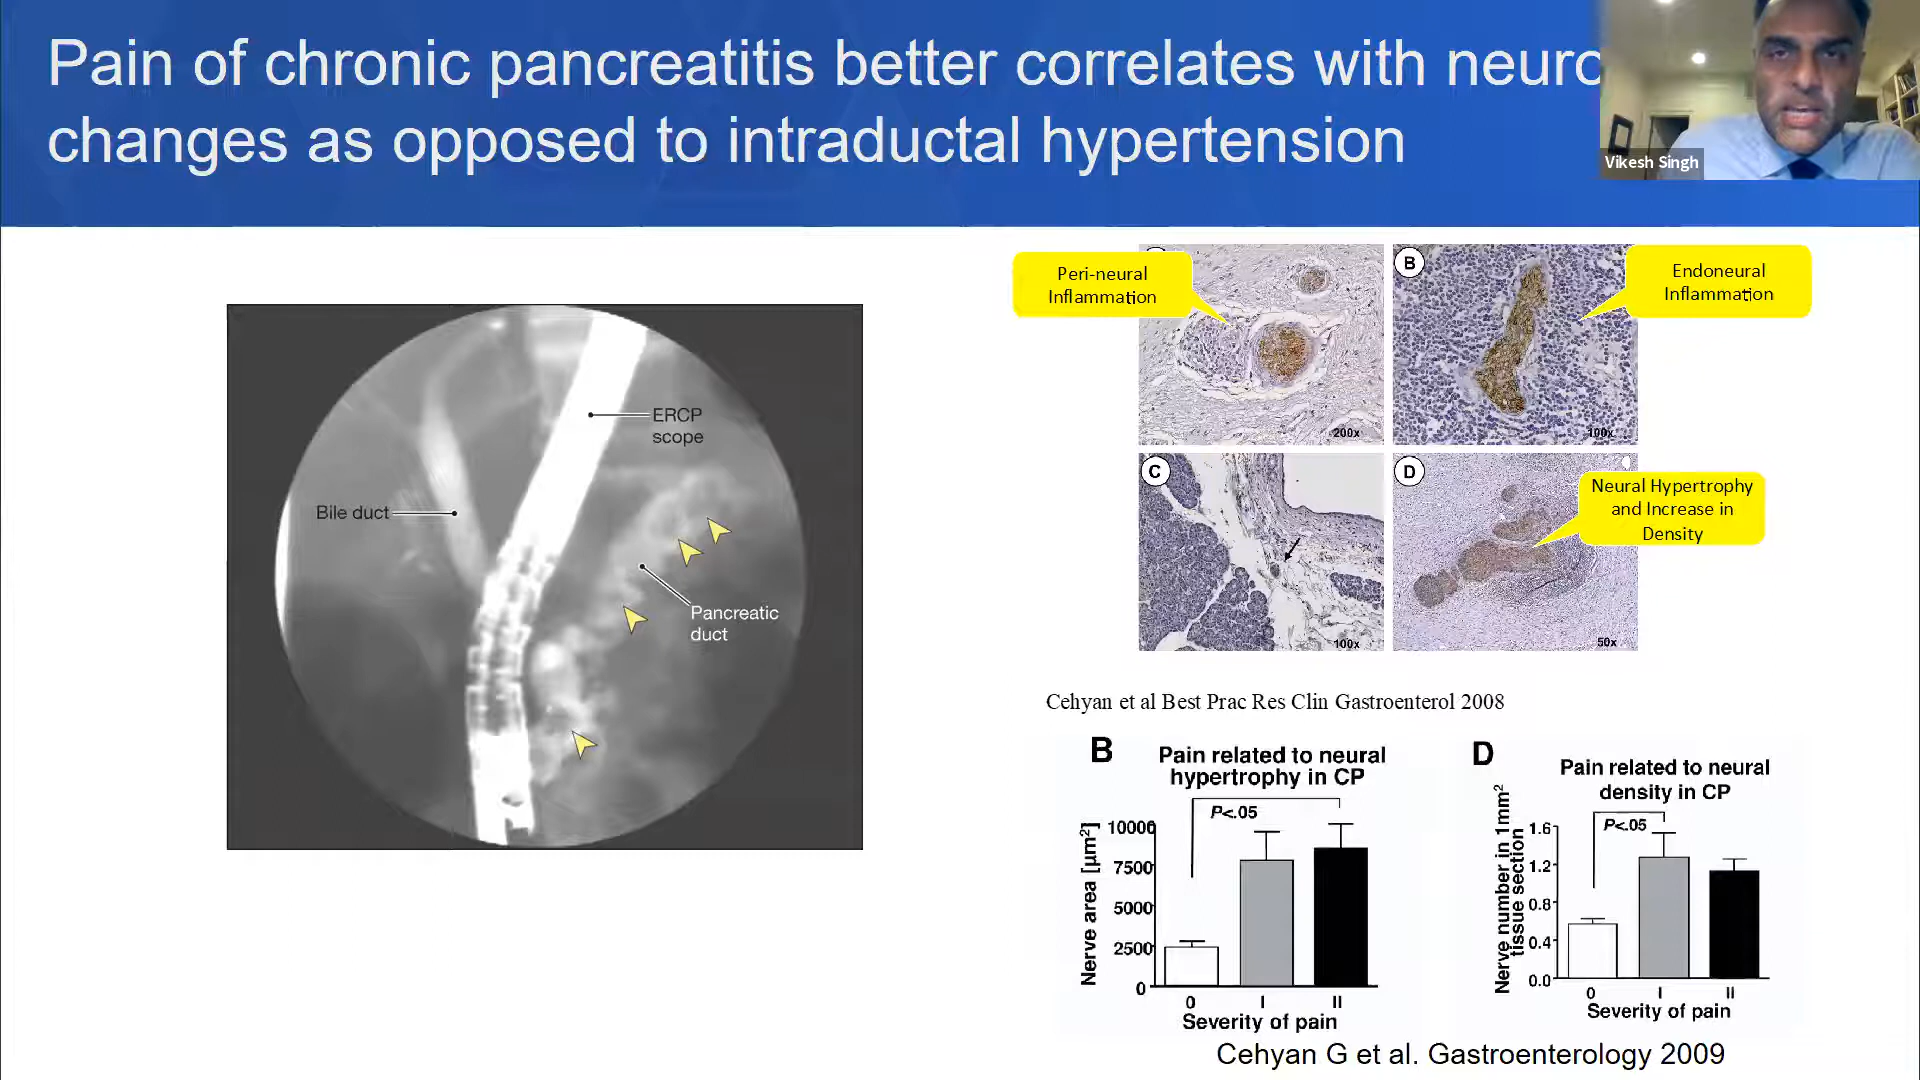 Pain of chronic pancreatitis better correlates with neuro
changes as opposed to intraductal hypertension
Vikesh Singh
ERCP
scope
Bile duct
Pancreatic
duct
Peri-neural
Inflammation
200x
B
Endoneural
Inflammation
100x
C
100x
D
Neural Hypertrophy
and Increase in
Density
50x
Cehyan et al Best Prac Res Clin Gastroenterol 2008
B
Pain related to neural
hypertrophy in CP
P<.05
Nerve area [µm²]
10000
7500
5000
2500
0
0 I II
Severity of pain
D
Pain related to neural
density in CP
P<.05
Nerve number in 1mm²
tissue section
1.6
1.2
0.8
0.4
0.0
0 I II
Severity of pain
Cehyan G et al. Gastroenterology 2009